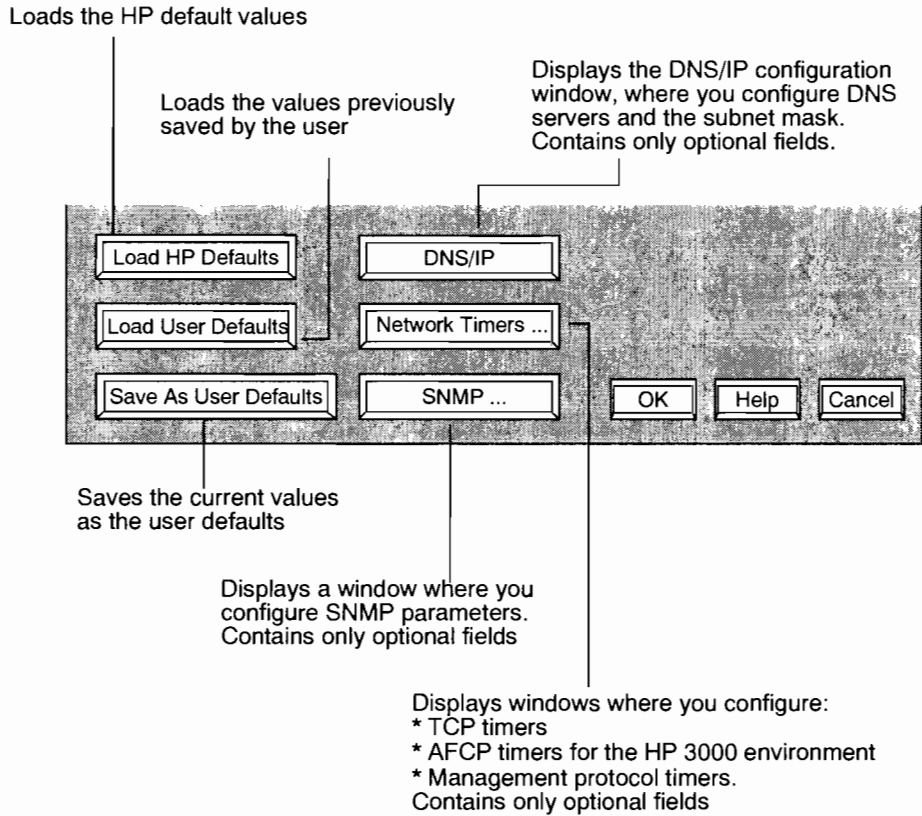 Loads the HP default values
Loads the values previously
saved by the user
Displays the DNS/IP configuration
window, where you configure DNS
servers and the subnet mask.
Contains only optional fields.
Load HP Defaults
DNS/IP
Load User Defaults
Network Timers ...
Save As User Defaults
SNMP ...
OK
Help
Cancel
Saves the current values
as the user defaults
Displays a window where you
configure SNMP parameters.
Contains only optional fields
Displays windows where you configure:
* TCP timers
* AFCP timers for the HP 3000 environment
* Management protocol timers.
Contains only optional fields